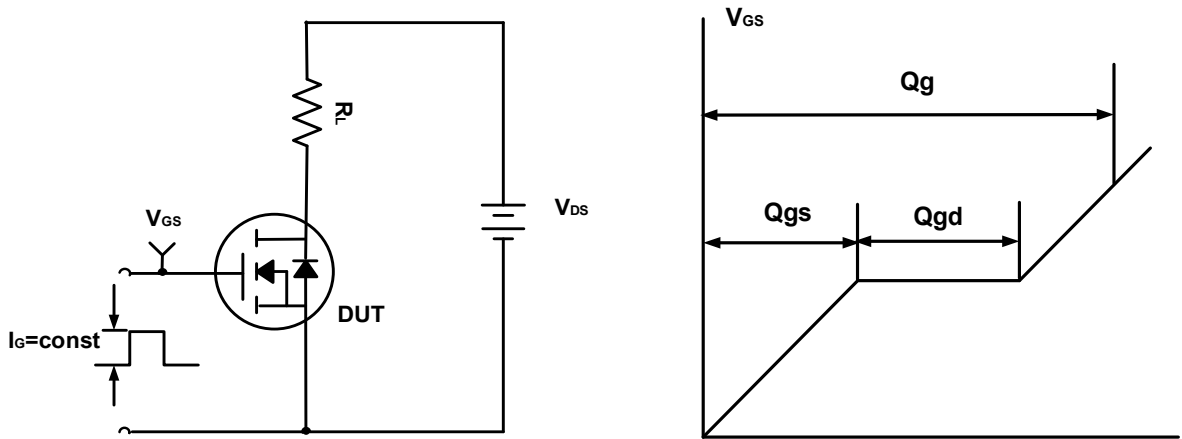 RL
VGS
VDS
DUT
IG=const
VGS
Qg
Qgs
Qgd